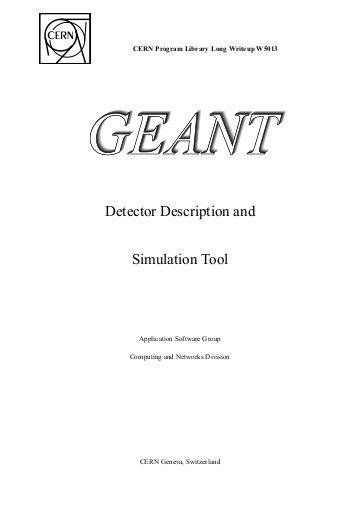 CERN
CERN Program Library Long Writeup W5013
GEANT
Detector Description and
Simulation Tool
Application Software Group
Computing and Networks Division
CERN Geneva, Switzerland